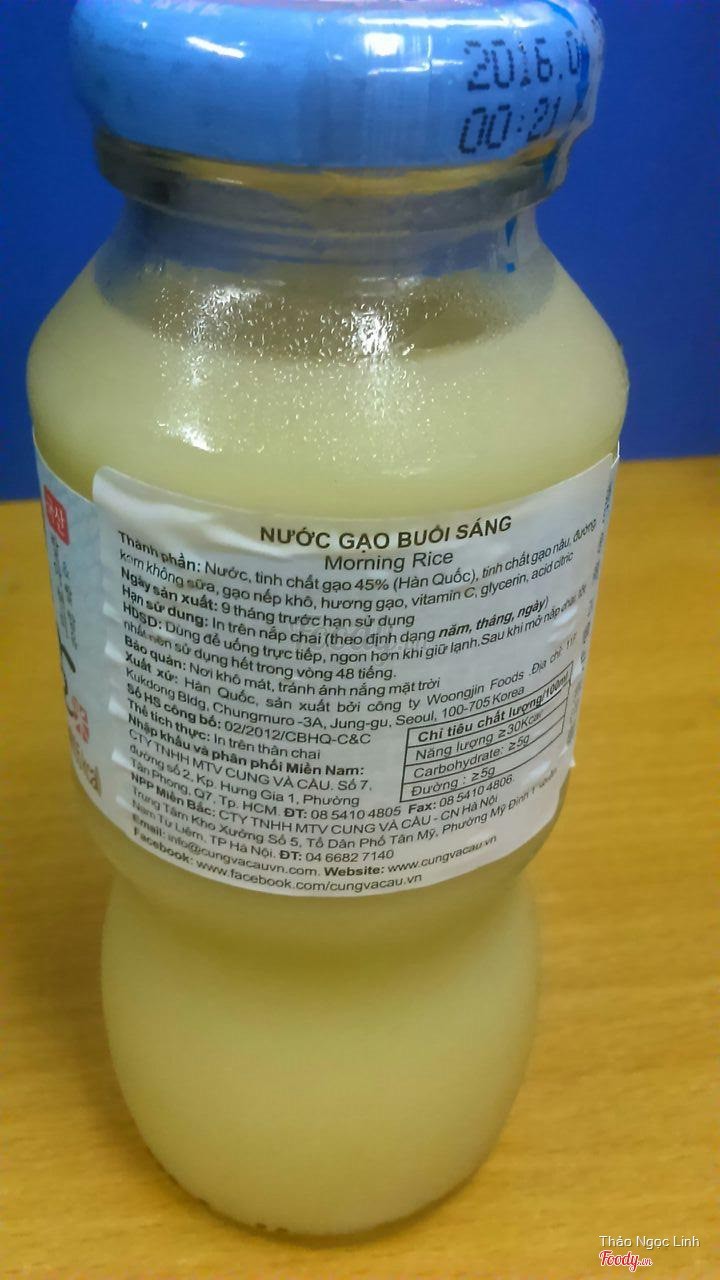 2016.0
00:21
NƯỚC GẠO BUỔI SÁNG
Morning Rice
Thành phần: Nước, tinh chất gạo 45% (Hàn Quốc), tinh chất gạo nâu, đường,
kem không sữa, gạo nếp khô, hương gạo, vitamin C, glycerin, acid citric
Ngày sản xuất: 9 tháng trước hạn sử dụng
Hạn sử dụng: In trên nắp chai (theo định dạng năm, tháng, ngày)
HDSD: Dùng để uống trực tiếp, ngon hơn khi giữ lạnh. Sau khi mở nắp chai, tốt
nhất nên sử dụng hết trong vòng 48 tiếng.
Bảo quản: Nơi khô mát, tránh ánh nắng mặt trời
Xuất xứ: Hàn Quốc, sản xuất bởi công ty Woongjin Foods .Địa chỉ:
Kukdong Bldg, Chungmuro -3A, Jung-gu, Seoul, 100-705 Korea
Số HS công bố: 02/2012/CBHQ-C&C
Thể tích thực: In trên thân chai
Nhập khẩu và phân phối Miền Nam:
CTY TNHH MTV CUNG VÀ CẦU. Số 7,
đường số 2, Kp. Hưng Gia 1, Phường
Tân Phong, Q7, Tp. HCM. ĐT: 08 5410 4805 Fax: 08 5410 4806
Chỉ tiêu chất lượng/100ml
Năng lượng ≥30Kcal
Carbohydrate: ≥5g
Đường : ≥5g
NPP Miền Bắc: CTY TNHH MTV CUNG VÀ CẦU - CN Hà Nội
Trung Tâm Kho Xưởng Số 5, Tổ Dân Phố Tân Mỹ, Phường Mỹ Đình 1 Quận
Nam Từ Liêm, TP Hà Nội. ĐT: 04 6682 7140
Email: info@cungvacauvn.com. Website: www.cungvacau.vn
Facebook: www.facebook.com/cungvacau.vn
Thảo Ngọc Linh
Foody.vn